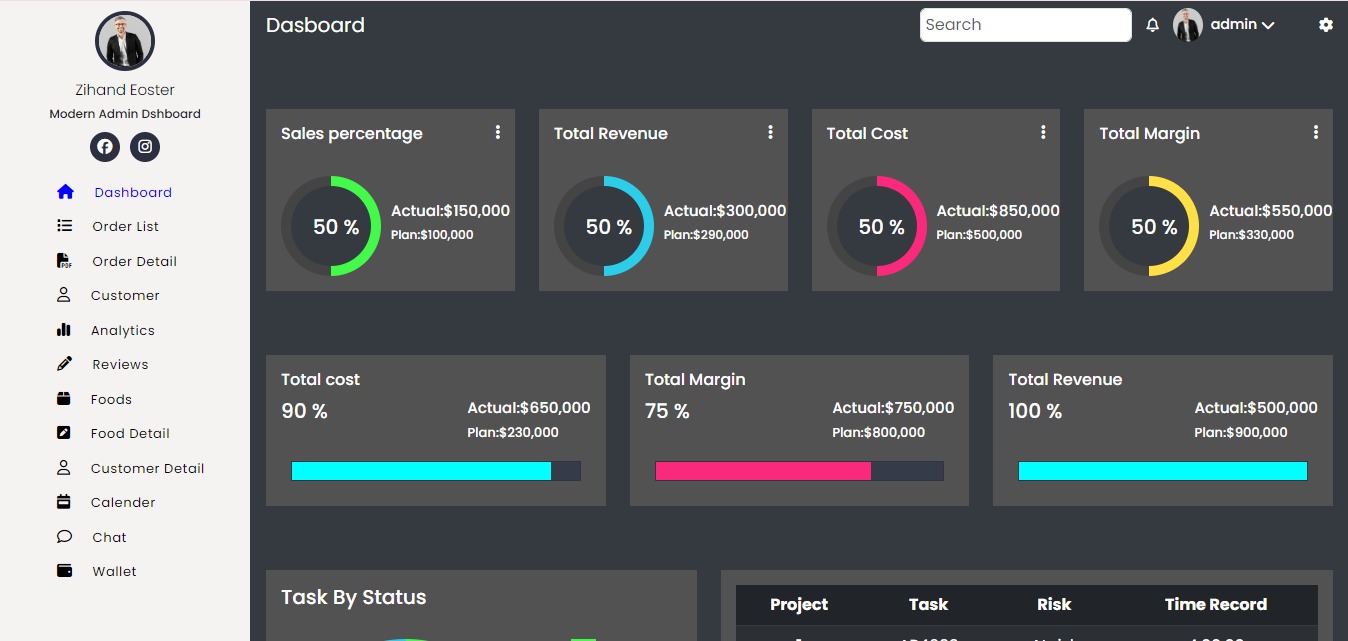 Zihand Eoster
Modern Admin Dshboard
Dashboard
Order List
PDF
Order Detail
Customer
Analytics
Reviews
Foods
Food Detail
Customer Detail
Calender
Chat
Wallet
Dasboard
Search
admin
Sales percentage
50 %
Actual:$150,000
Plan:$100,000
Total Revenue
50 %
Actual:$300,000
Plan:$290,000
Total Cost
50 %
Actual:$850,000
Plan:$500,000
Total Margin
50 %
Actual:$550,000
Plan:$330,000
Total cost
90 %
Actual:$650,000
Plan:$230,000
Total Margin
75 %
Actual:$750,000
Plan:$800,000
Total Revenue
100 %
Actual:$500,000
Plan:$900,000
Task By Status
Project Task Risk Time Record